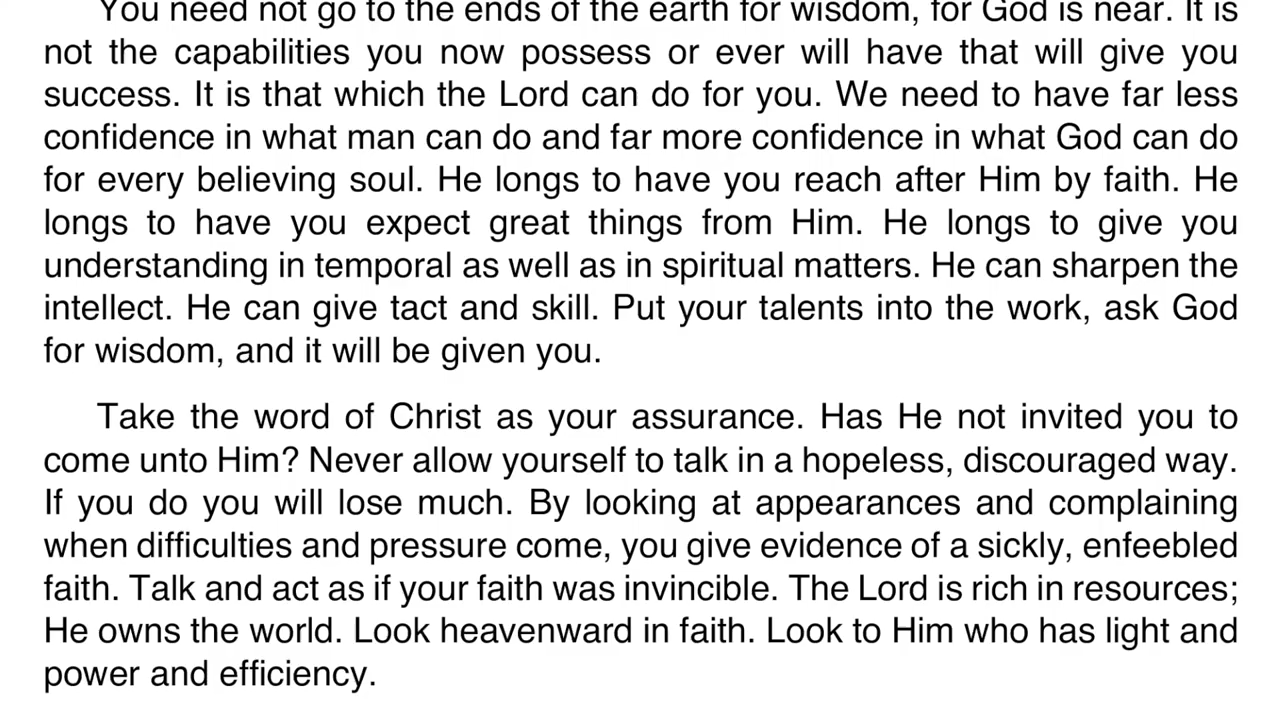 You need not go to the ends of the earth for wisdom, for God is near. It is
not the capabilities you now possess or ever will have that will give you
success. It is that which the Lord can do for you. We need to have far less
confidence in what man can do and far more confidence in what God can do
for every believing soul. He longs to have you reach after Him by faith. He
longs to have you expect great things from Him. He longs to give you
understanding in temporal as well as in spiritual matters. He can sharpen the
intellect. He can give tact and skill. Put your talents into the work, ask God
for wisdom, and it will be given you.
Take the word of Christ as your assurance. Has He not invited you to
come unto Him? Never allow yourself to talk in a hopeless, discouraged way.
If you do you will lose much. By looking at appearances and complaining
when difficulties and pressure come, you give evidence of a sickly, enfeebled
faith. Talk and act as if your faith was invincible. The Lord is rich in resources;
He owns the world. Look heavenward in faith. Look to Him who has light and
power and efficiency.